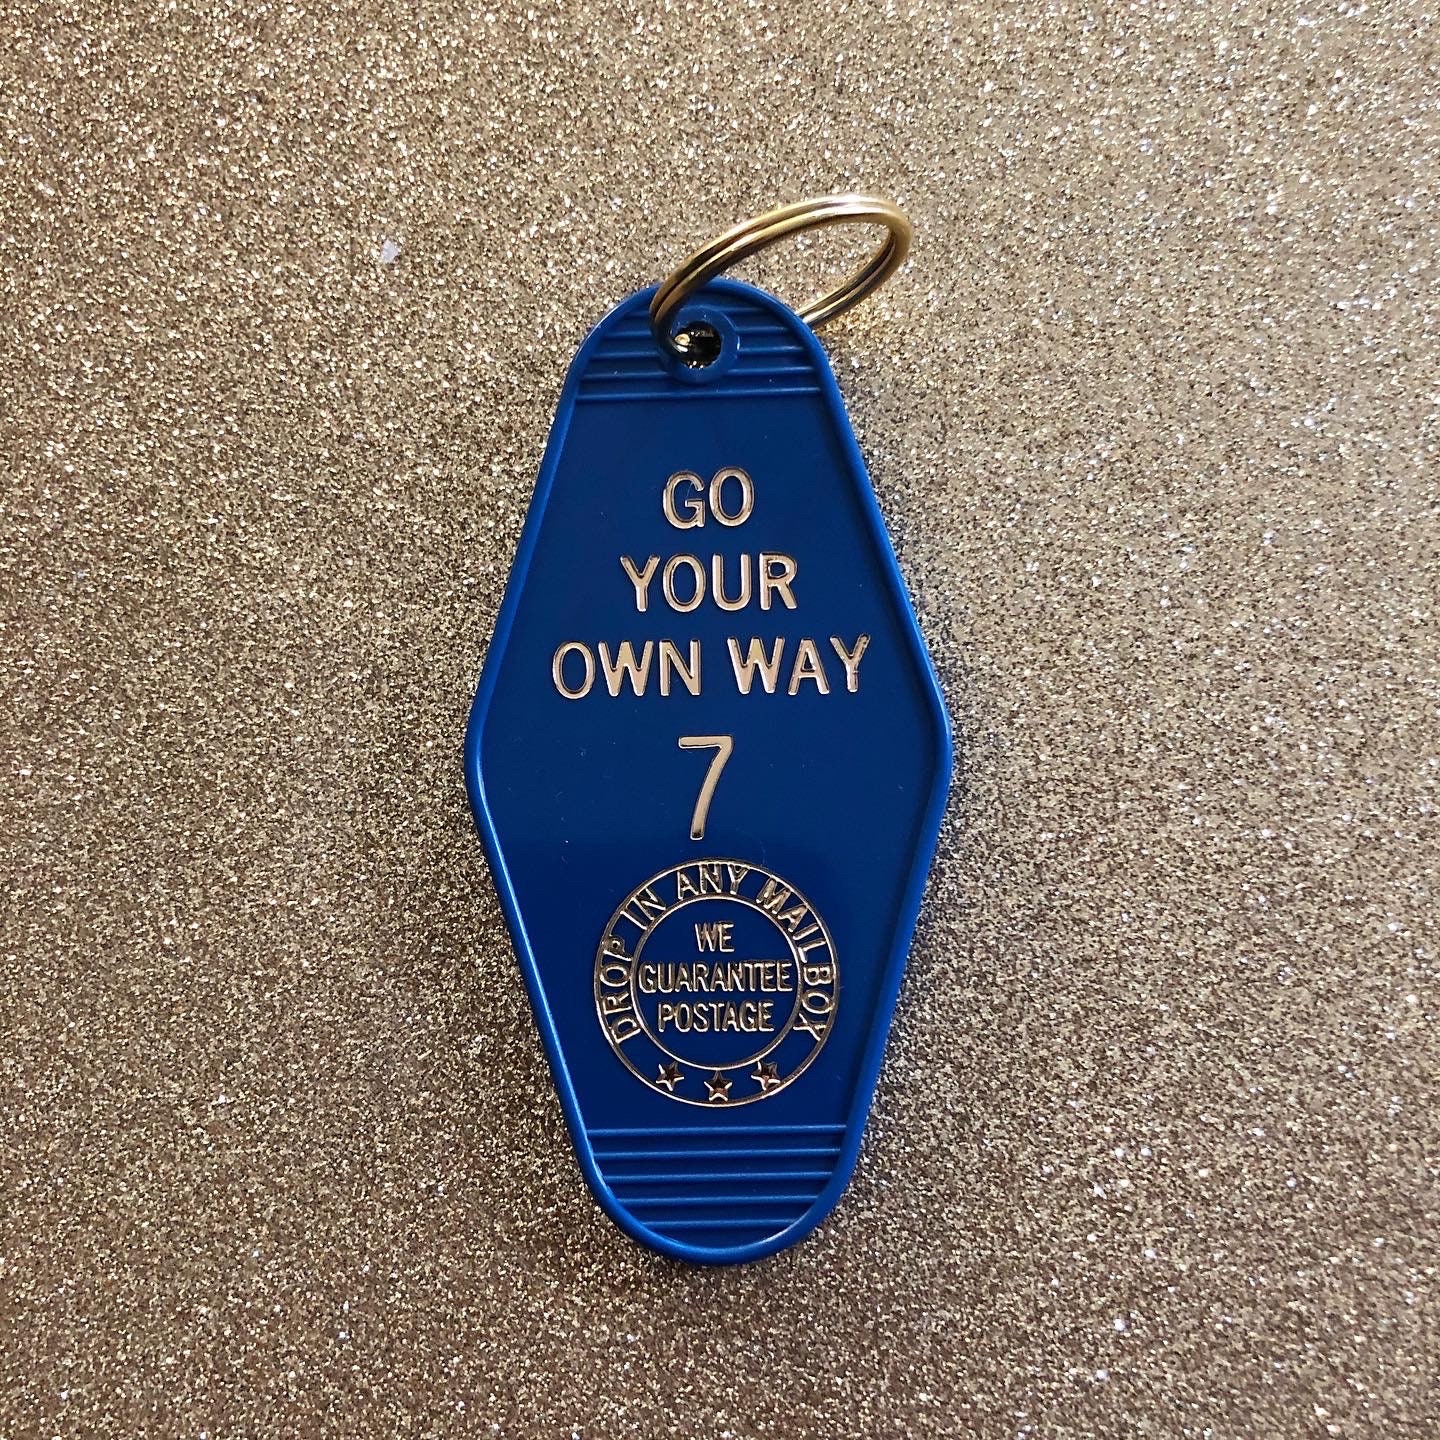 GO
YOUR
OWN WAY
7
DROP IN ANY MAILBOX
WE
GUARANTEE
POSTAGE